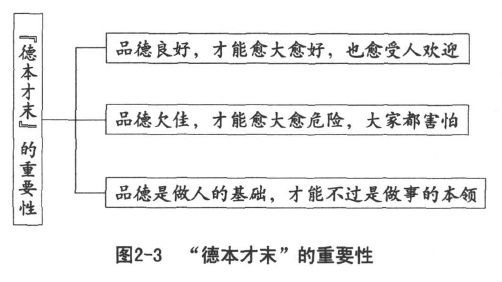 『德本才末』的重要性
品德良好，才能愈大愈好，也愈受人欢迎
品德欠佳，才能愈大愈危险，大家都害怕
品德是做人的基础，才能不过是做事的本领
图2-3 “德本才末”的重要性